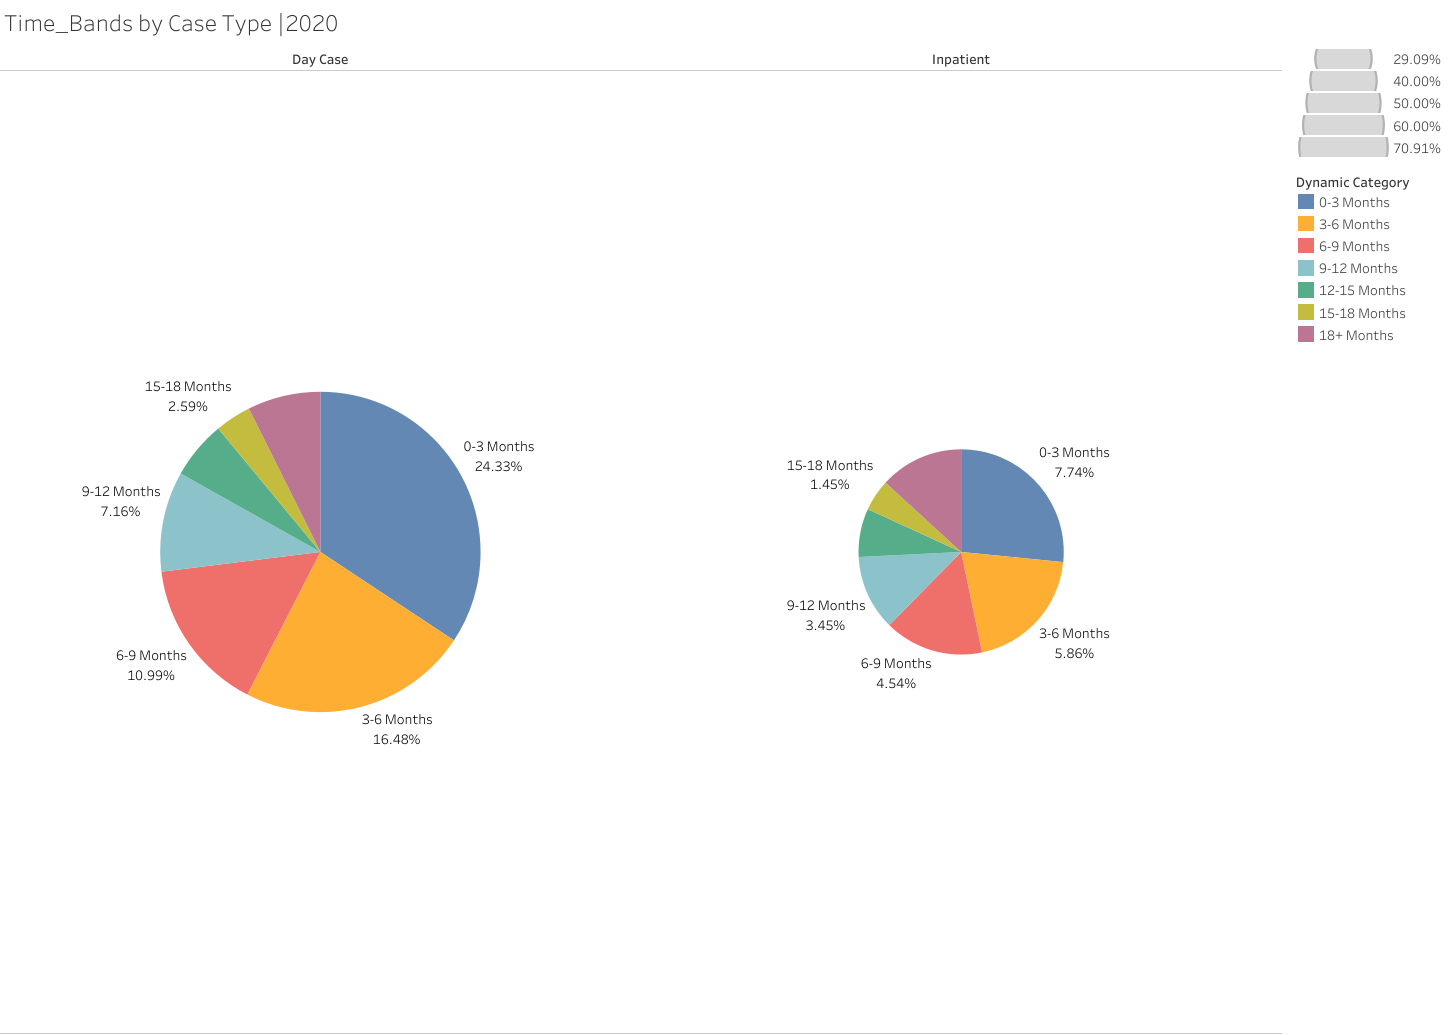 Time_Bands by Case Type |2020
Day Case
Inpatient
29.09%
40.00%
50.00%
60.00%
70.91%
Dynamic Category
0-3 Months
3-6 Months
6-9 Months
9-12 Months
12-15 Months
15-18 Months
18+ Months
15-18 Months
2.59%
0-3 Months
24.33%
9-12 Months
7.16%
6-9 Months
10.99%
3-6 Months
16.48%
0-3 Months
7.74%
15-18 Months
1.45%
9-12 Months
3.45%
3-6 Months
5.86%
6-9 Months
4.54%